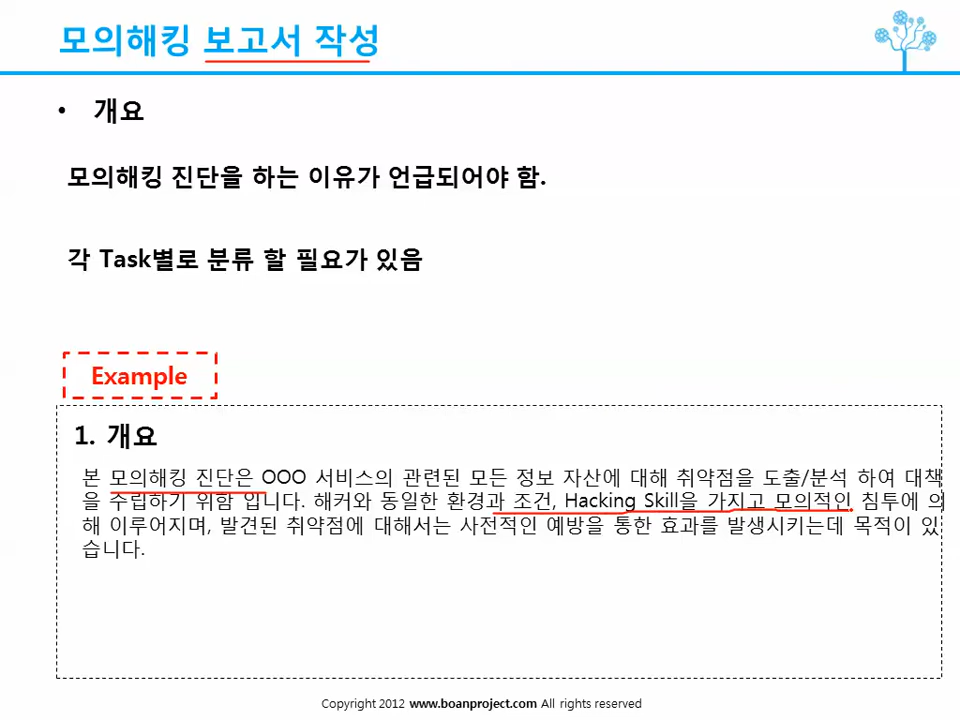 모의해킹 보고서 작성
• 개요
모의해킹 진단을 하는 이유가 언급되어야 함.
각 Task별로 분류 할 필요가 있음
Example
1. 개요
본 모의해킹 진단은 OOO 서비스의 관련된 모든 정보 자산에 대해 취약점을 도출/분석 하여 대책
을 수립하기 위함 입니다. 해커와 동일한 환경과 조건, Hacking Skill을 가지고 모의적인 침투에 의
해 이루어지며, 발견된 취약점에 대해서는 사전적인 예방을 통한 효과를 발생시키는데 목적이 있
습니다.
Copyright 2012 www.boanproject.com All rights reserved